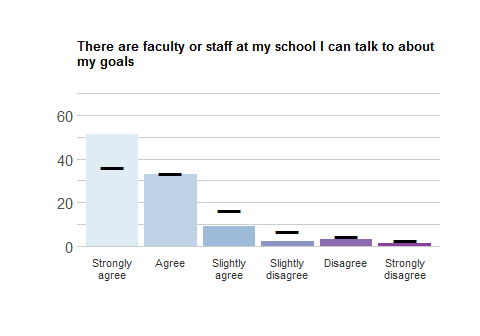 There are faculty or staff at my school I can talk to about
my goals
60
40
20
0
Strongly
agree
Agree
Slightly
agree
Slightly
disagree
Disagree
Strongly
disagree